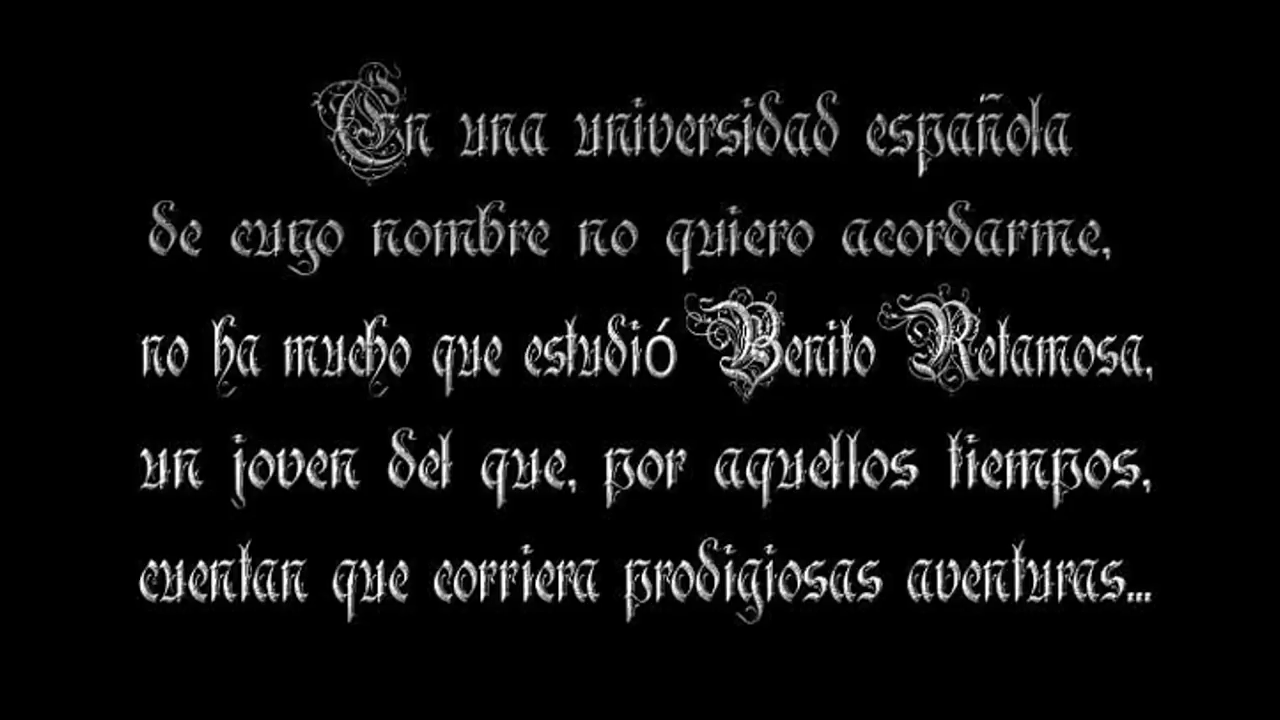 En una universidad española
de cuyo nombre no quiero acordarme,
no ha mucho que estudió Benito Retamosa,
un joven del que, por aquellos tiempos,
cuentan que corriera prodigiosas aventuras...